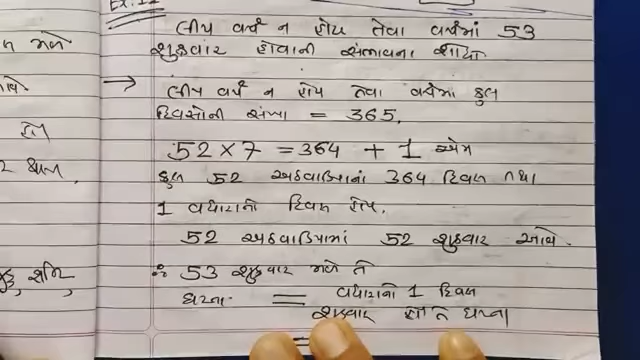 Ex. 12
લીપ વર્ષ ન હોય તેવા વર્ષમાં 53
શુક્રવાર હોવાની સંભાવના શોધો
→ લીપ વર્ષ ન હોય તેવા વર્ષમાં કુલ
દિવસોની સંખ્યા = 365.
52 × 7 = 364 + 1 એમ
કુલ 52 અઠવાડિયાનાં 364 દિવસ તથા
1 વધારાનો દિવસ હોય.
52 અઠવાડિયામાં 52 શુક્રવાર આવે.
∴ 53 શુક્રવાર મળે તે
ઘટના = વધારાનો 1 દિવસ
શુક્રવાર હોય તે ઘટના